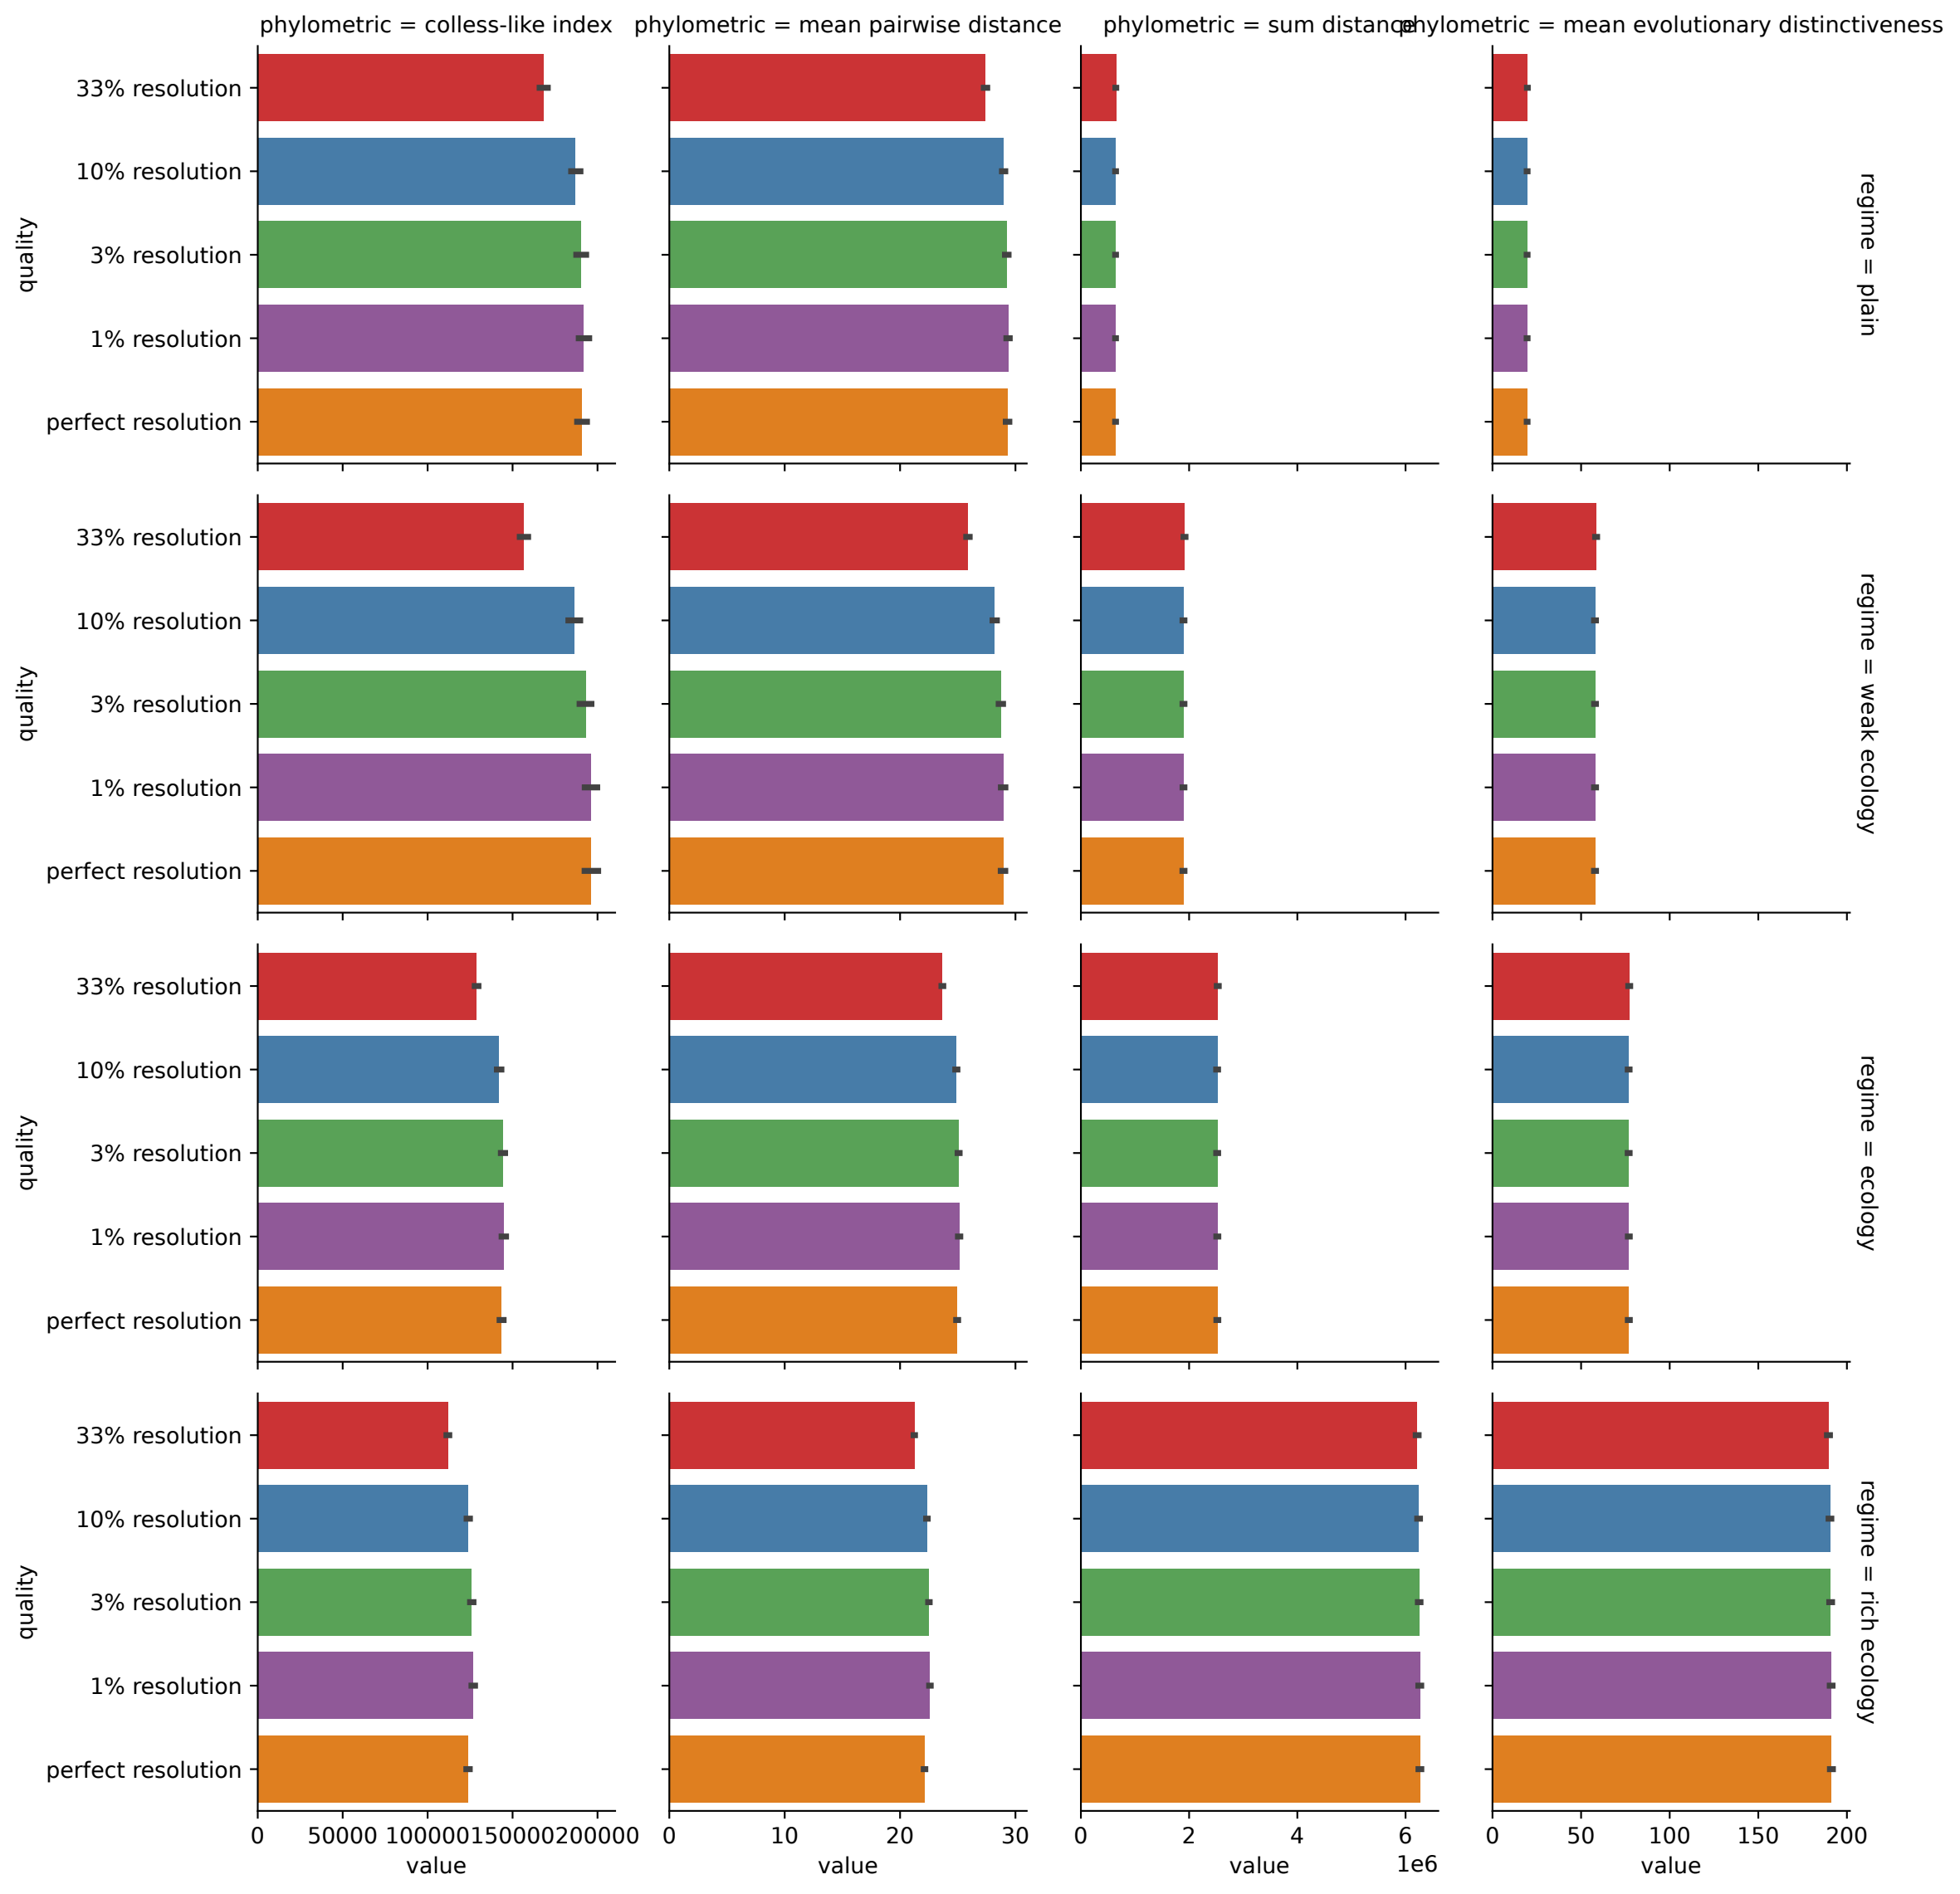 phylometric = colless-like index
phylometric = mean pairwise distance
phylometric = sum distance
phylometric = mean evolutionary distinctiveness
quality
33% resolution
10% resolution
3% resolution
1% resolution
perfect resolution
regime = plain
quality
33% resolution
10% resolution
3% resolution
1% resolution
perfect resolution
regime = weak ecology
quality
33% resolution
10% resolution
3% resolution
1% resolution
perfect resolution
regime = ecology
quality
33% resolution
10% resolution
3% resolution
1% resolution
perfect resolution
regime = rich ecology
0 50000 100000 150000 200000
value
0 10 20 30
value
0 2 4 6
1e6
value
0 50 100 150 200
value